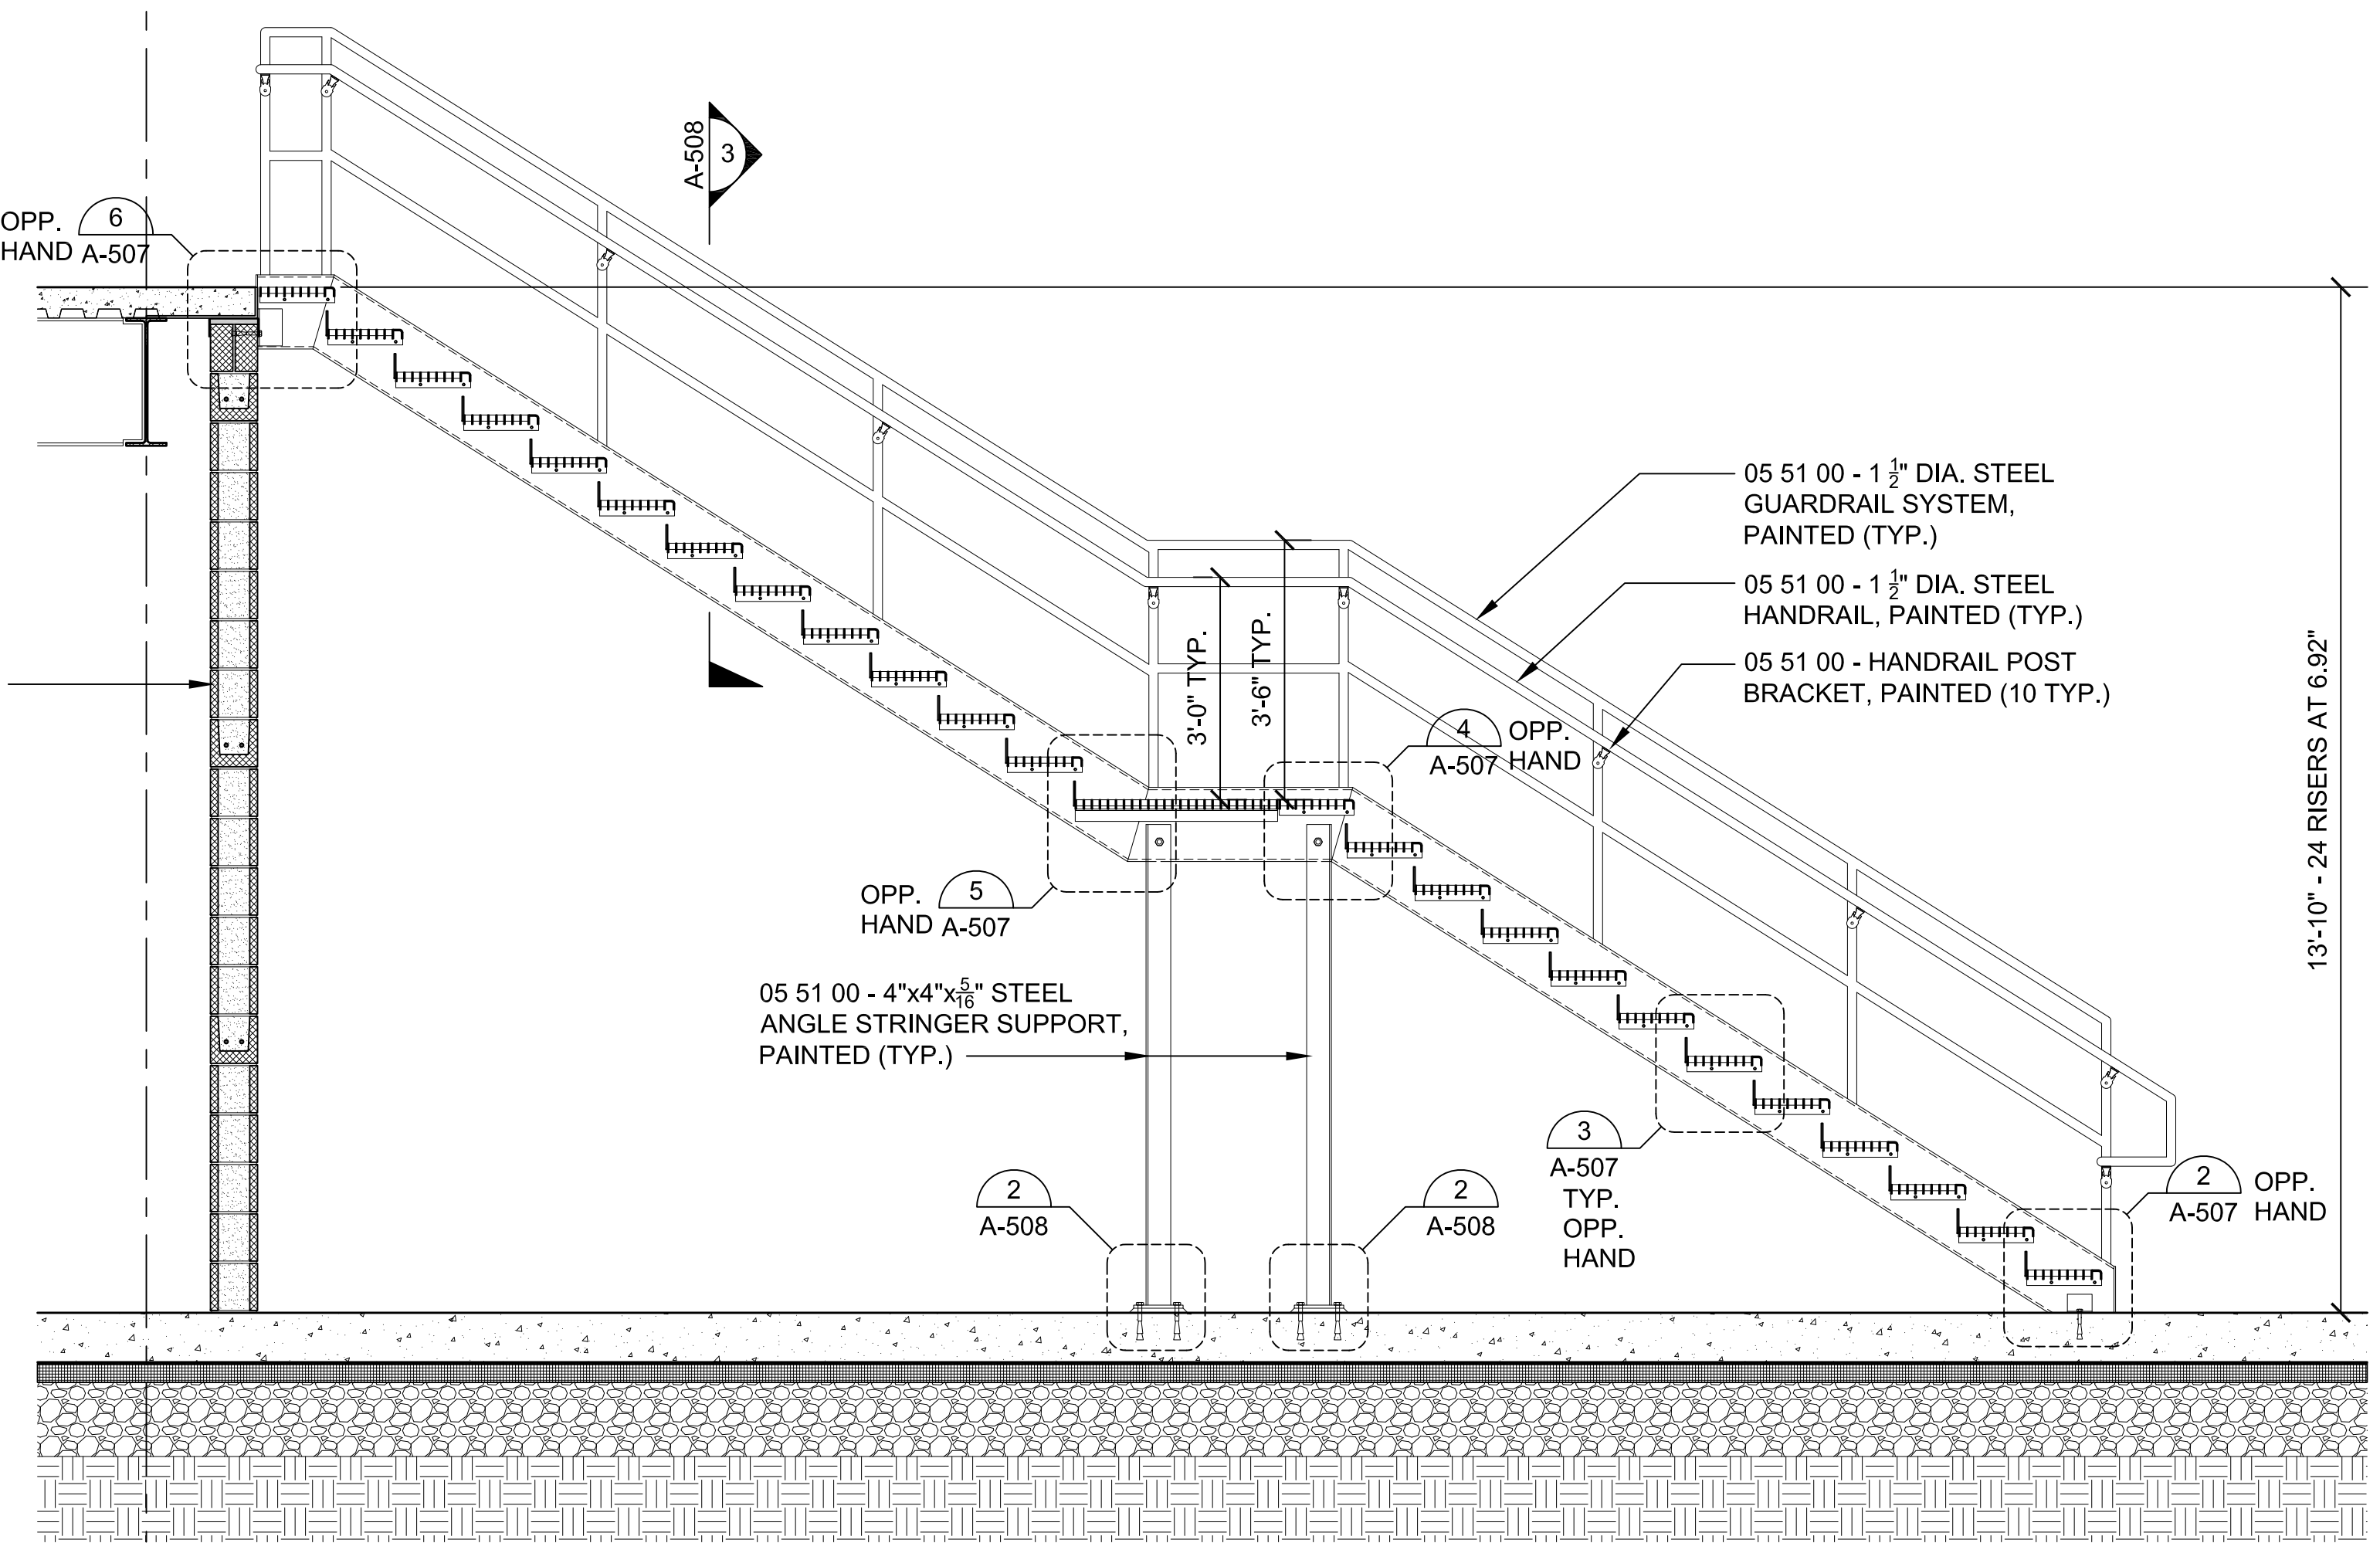 A-508
3
OPP.
HAND
6
A-507
05 51 00 - 1 1/2" DIA. STEEL
GUARDRAIL SYSTEM,
PAINTED (TYP.)
05 51 00 - 1 1/2" DIA. STEEL
HANDRAIL, PAINTED (TYP.)
05 51 00 - HANDRAIL POST
BRACKET, PAINTED (10 TYP.)
3'-0" TYP.
3'-6" TYP.
13'-10" - 24 RISERS AT 6.92"
4
A-507
OPP.
HAND
OPP.
HAND
5
A-507
05 51 00 - 4"x4"x5/16" STEEL
ANGLE STRINGER SUPPORT,
PAINTED (TYP.)
3
A-507
TYP.
OPP.
HAND
2
A-508
2
A-508
2
A-507
OPP.
HAND